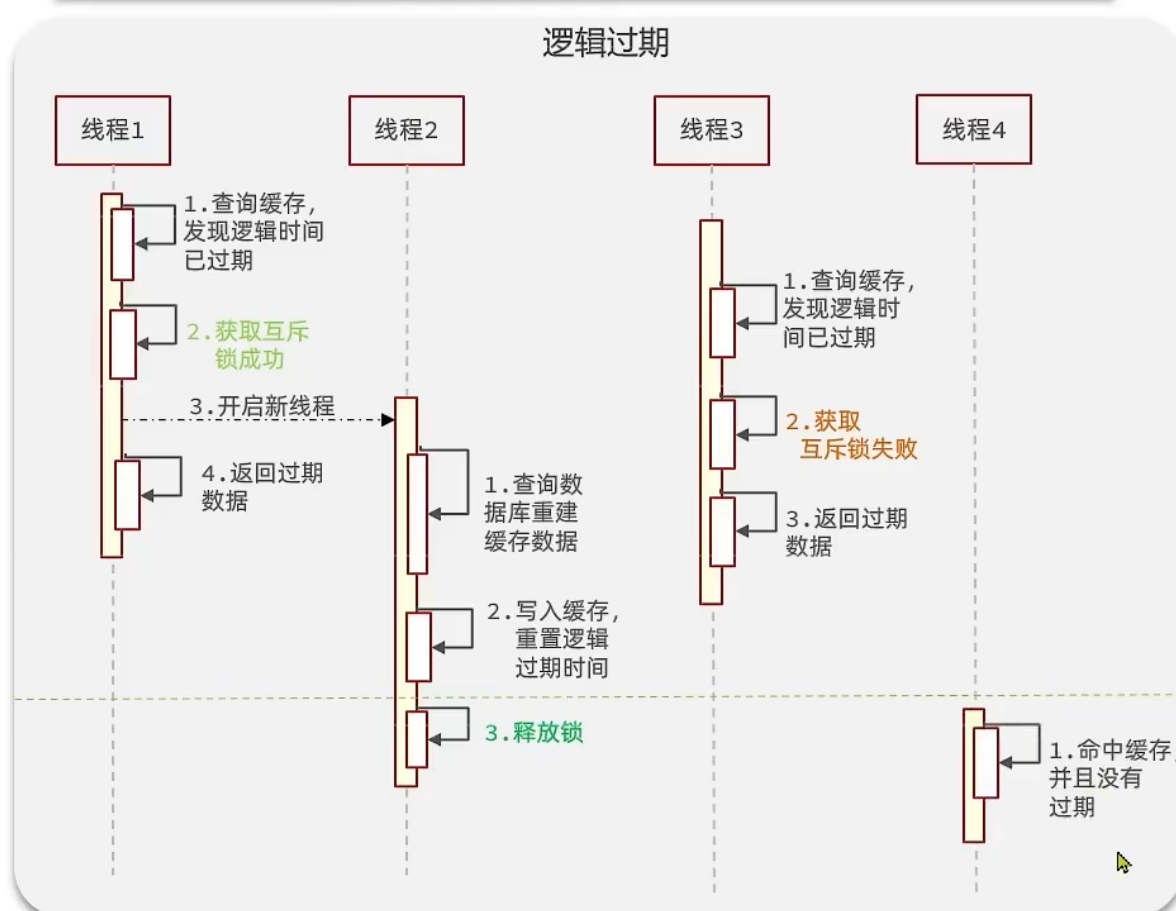 逻辑过期
线程1
线程2
线程3
线程4
1.查询缓存,
发现逻辑时间
已过期
2.获取互斥
锁成功
3.开启新线程
4.返回过期
数据
1.查询数
据库重建
缓存数据
2.写入缓存,
重置逻辑
过期时间
3.释放锁
1.查询缓存,
发现逻辑时
间已过期
2.获取
互斥锁失败
3.返回过期
数据
1.命中缓存,
并且没有
过期